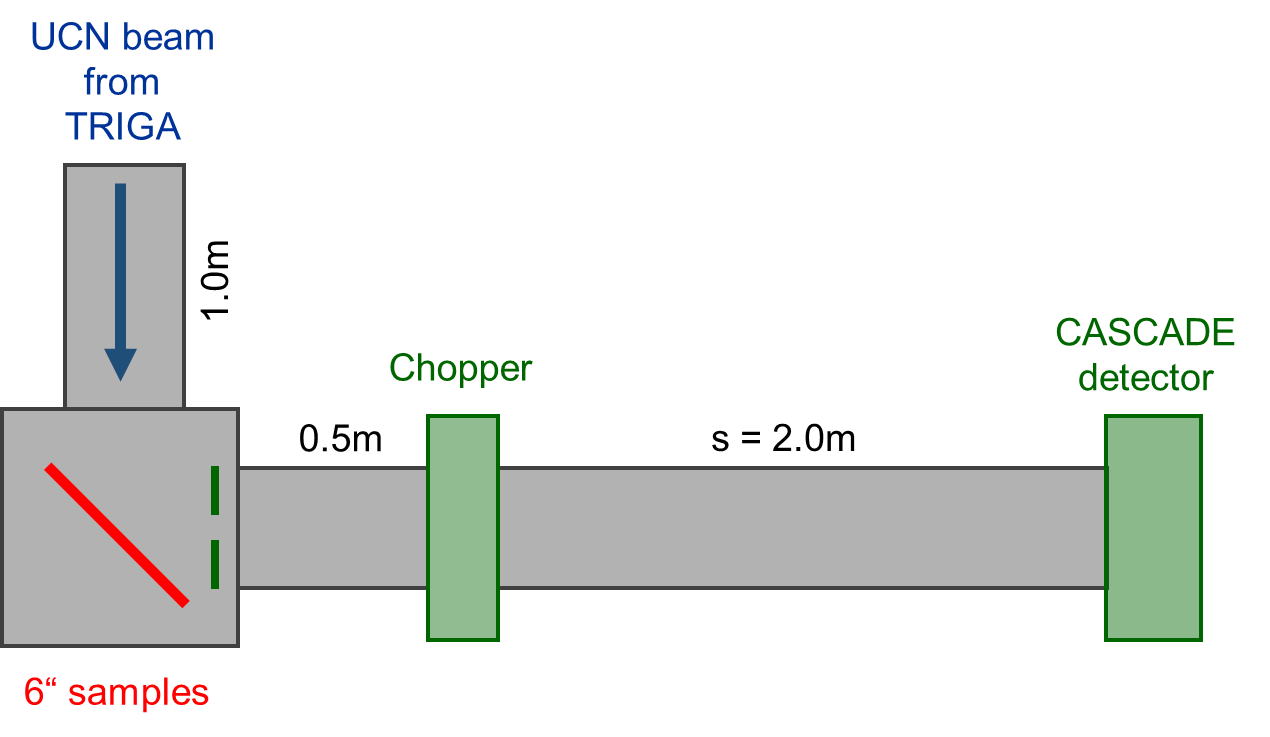 UCN beam
from
TRIGA
1.0m
Chopper
CASCADE
detector
0.5m
s = 2.0m
6“ samples